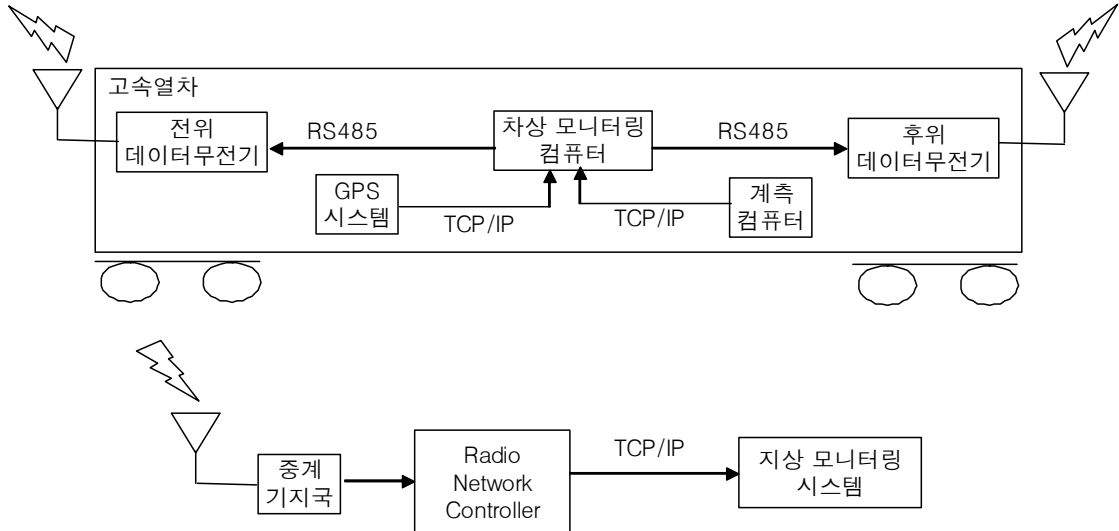 고속열차
전위
데이터무전기
RS485
차상 모니터링
컴퓨터
RS485
후위
데이터무전기
GPS
시스템
TCP/IP
TCP/IP
계측
컴퓨터
중계
기지국
Radio
Network
Controller
TCP/IP
지상 모니터링
시스템